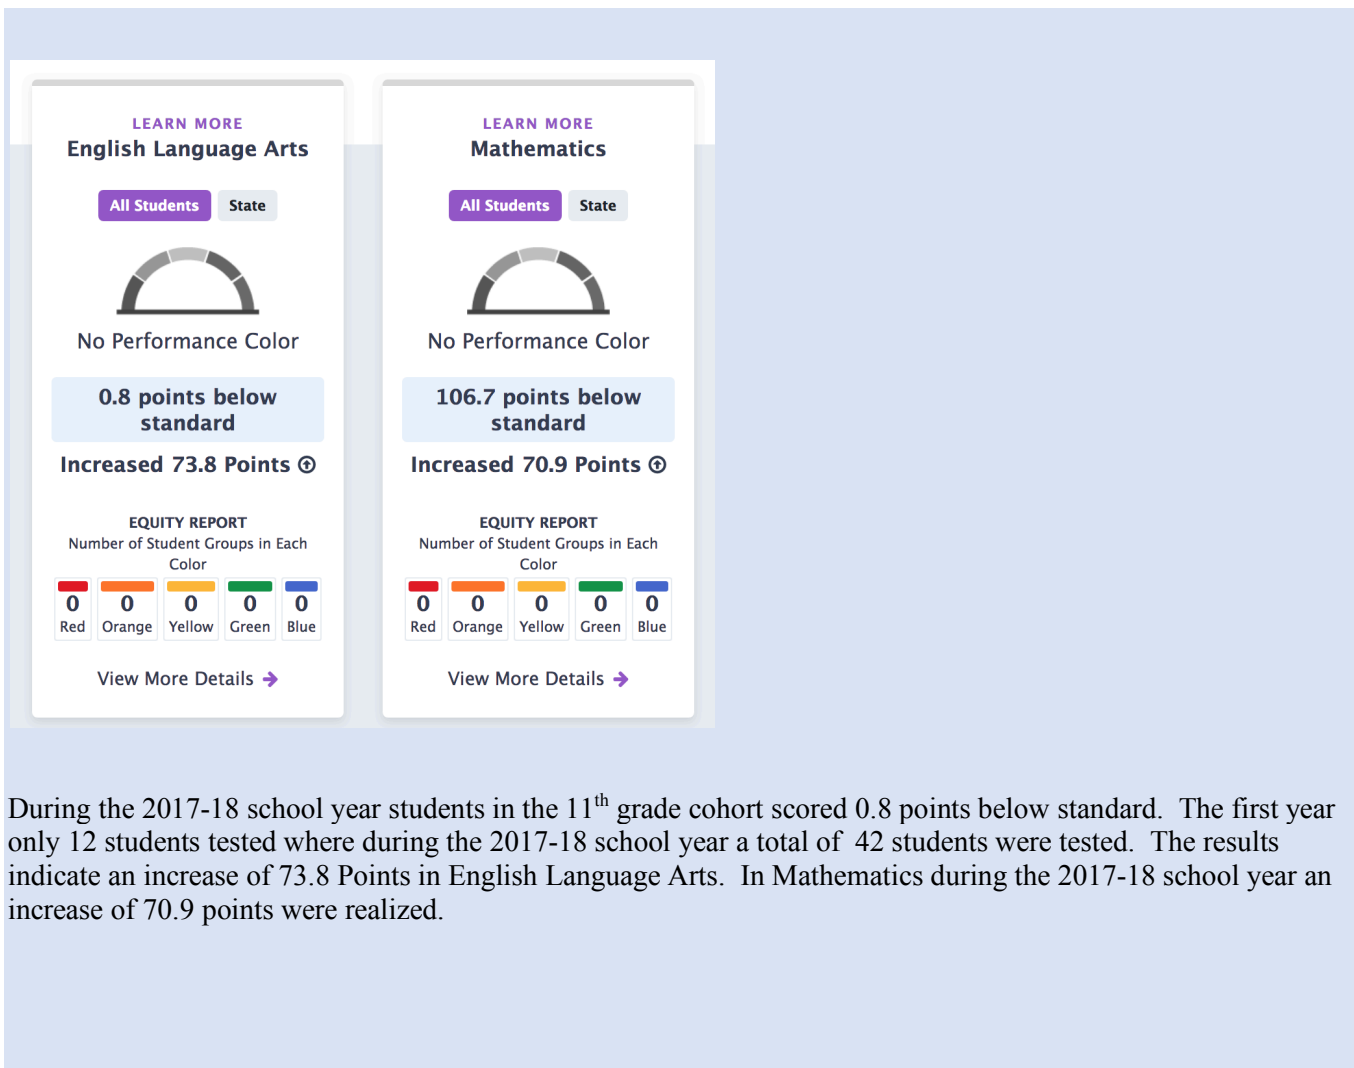 LEARN MORE
English Language Arts
All Students State
No Performance Color
0.8 points below
standard
Increased 73.8 Points
EQUITY REPORT
Number of Student Groups in Each
Color
0 0 0 0 0
Red Orange Yellow Green Blue
View More Details
LEARN MORE
Mathematics
All Students State
No Performance Color
106.7 points below
standard
Increased 70.9 Points
EQUITY REPORT
Number of Student Groups in Each
Color
0 0 0 0 0
Red Orange Yellow Green Blue
View More Details
During the 2017-18 school year students in the 11th grade cohort scored 0.8 points below standard.  The first year
only 12 students tested where during the 2017-18 school year a total of  42 students were tested.  The results
indicate an increase of 73.8 Points in English Language Arts.  In Mathematics during the 2017-18 school year an
increase of 70.9 points were realized.